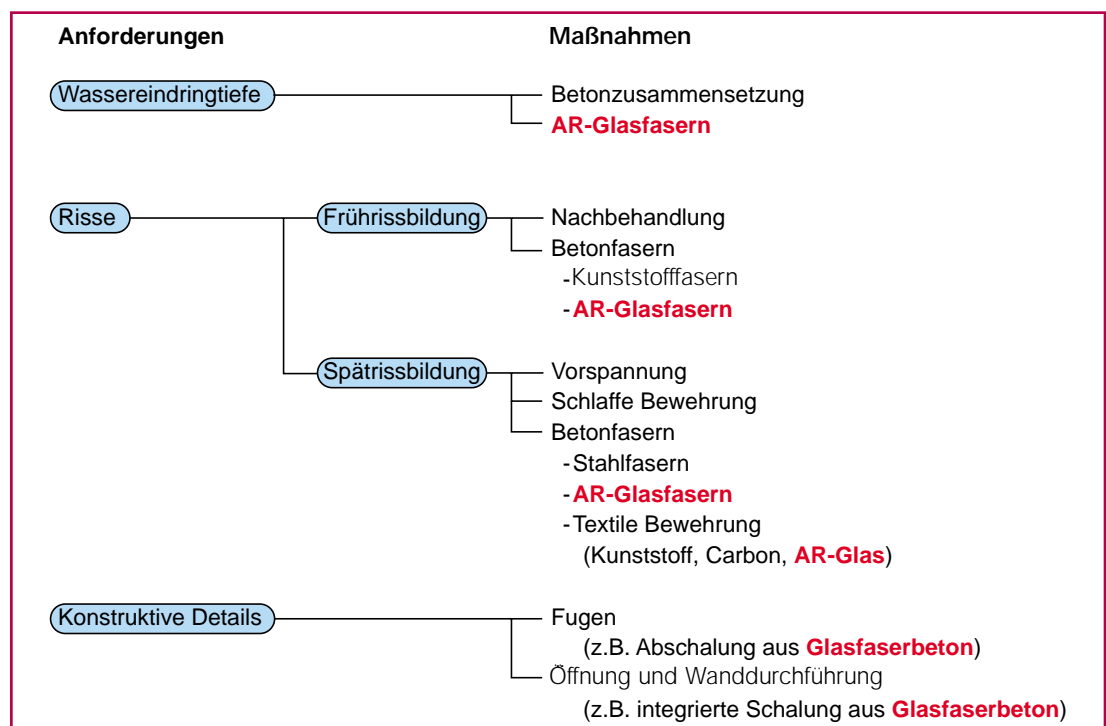 Anforderungen Maßnahmen
Wassereindringtiefe Betonzusammensetzung
AR-Glasfasern
Risse Frührissbildung Nachbehandlung
Betonfasern
-Kunststofffasern
-AR-Glasfasern
Spätrissbildung Vorspannung
Schlaffe Bewehrung
Betonfasern
-Stahlfasern
-AR-Glasfasern
-Textile Bewehrung
(Kunststoff, Carbon, AR-Glas)
Konstruktive Details Fugen
(z.B. Abschalung aus Glasfaserbeton)
Öffnung und Wanddurchführung
(z.B. integrierte Schalung aus Glasfaserbeton)